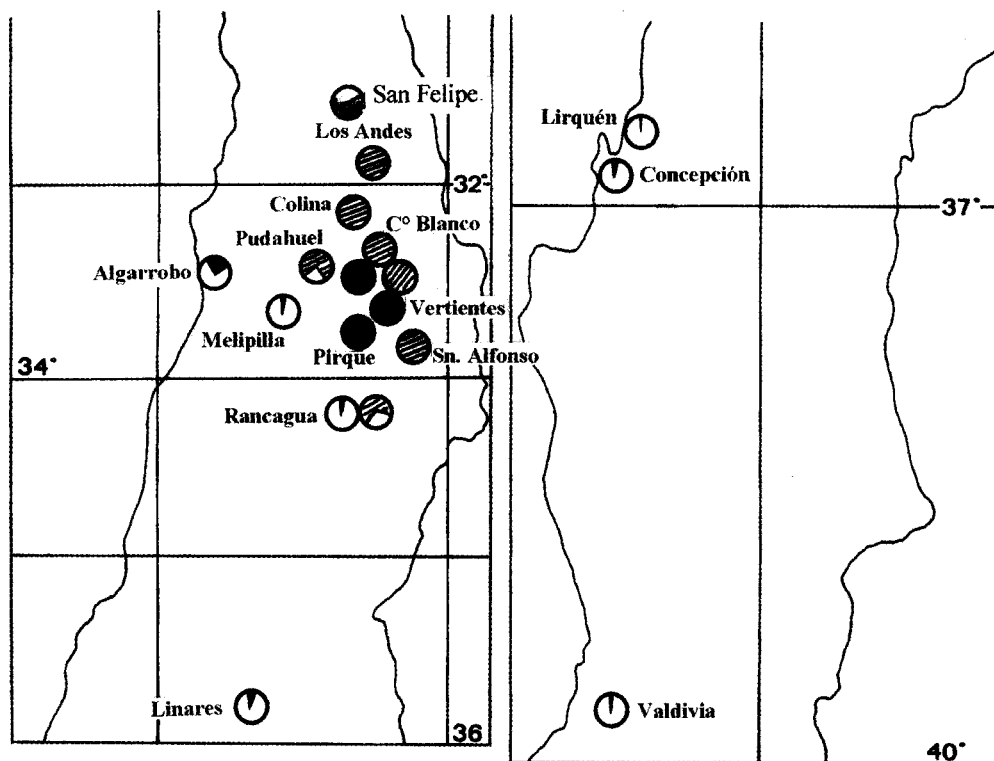 San Felipe.
Los Andes
32°
Colina
C° Blanco
Pudahuel
Algarrobo
Vertientes
Melipilla
Pirque
Sn. Alfonso
34°
Rancagua
Linares
36
Lirquén
Concepción
37°
Valdivia
40°